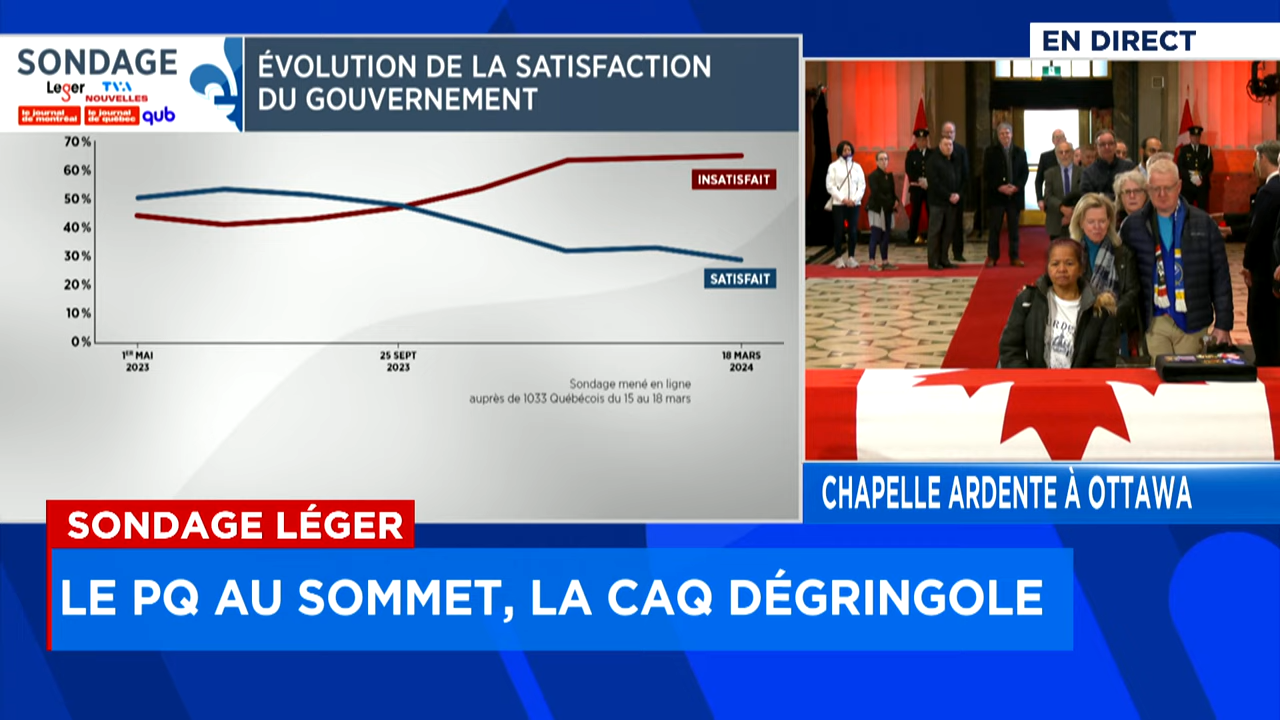 SONDAGE
Leger
TVA
NOUVELLES
le journal
de montréal
le journal
de québec
qub
ÉVOLUTION DE LA SATISFACTION
DU GOUVERNEMENT
EN DIRECT
70 %
60 %
50 %
40 %
30 %
20 %
10 %
0 %
INSATISFAIT
SATISFAIT
1ER MAI
2023
25 SEPT
2023
18 MARS
2024
Sondage mené en ligne
auprès de 1033 Québécois du 15 au 18 mars
CHAPELLE ARDENTE À OTTAWA
SONDAGE LÉGER
LE PQ AU SOMMET, LA CAQ DÉGRINGOLE